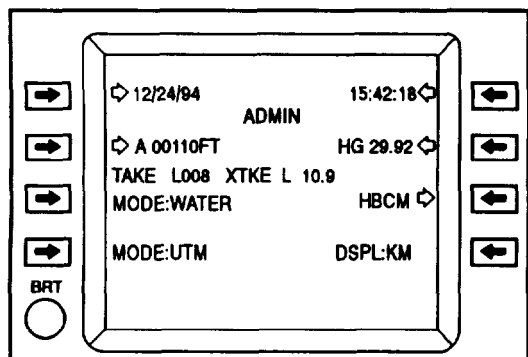 12/24/94 15:42:18
ADMIN
A 00110FT HG 29.92
TAKE L008 XTKE L 10.9
MODE:WATER HBCM
MODE:UTM DSPL:KM
BRT